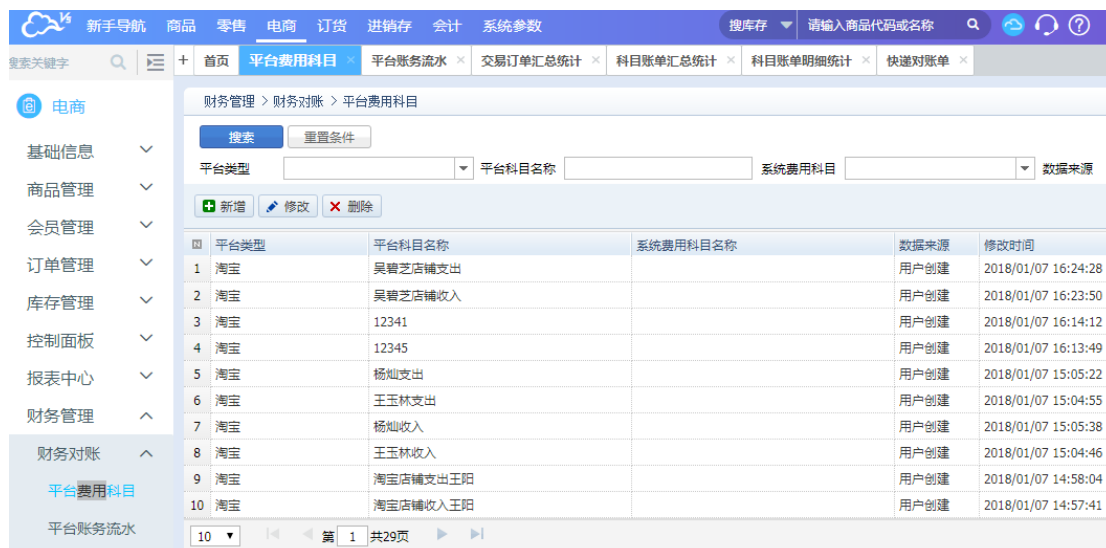 V5 新手导航 商品 零售 电商 订货 进销存 会计 系统参数 搜库存 请输入商品代码或名称
搜索关键字 + 首页 平台费用科目 × 平台账务流水 × 交易订单汇总统计 × 科目账单汇总统计 × 科目账单明细统计 × 快递对账单 ×
电商
基础信息
商品管理
会员管理
订单管理
库存管理
控制面板
报表中心
财务管理
财务对账
平台费用科目
平台账务流水
财务管理 > 财务对账 > 平台费用科目
搜索 重置条件
平台类型 平台科目名称 系统费用科目 数据来源
新增 修改 删除
平台类型 平台科目名称 系统费用科目名称 数据来源 修改时间
1 淘宝 吴碧芝店铺支出 用户创建 2018/01/07 16:24:28
2 淘宝 吴碧芝店铺收入 用户创建 2018/01/07 16:23:50
3 淘宝 12341 用户创建 2018/01/07 16:14:12
4 淘宝 12345 用户创建 2018/01/07 16:13:49
5 淘宝 杨灿支出 用户创建 2018/01/07 15:05:22
6 淘宝 王玉林支出 用户创建 2018/01/07 15:04:55
7 淘宝 杨灿收入 用户创建 2018/01/07 15:05:38
8 淘宝 王玉林收入 用户创建 2018/01/07 15:04:46
9 淘宝 淘宝店铺支出王阳 用户创建 2018/01/07 14:58:04
10 淘宝 淘宝店铺收入王阳 用户创建 2018/01/07 14:57:41
10 第 1 共29页